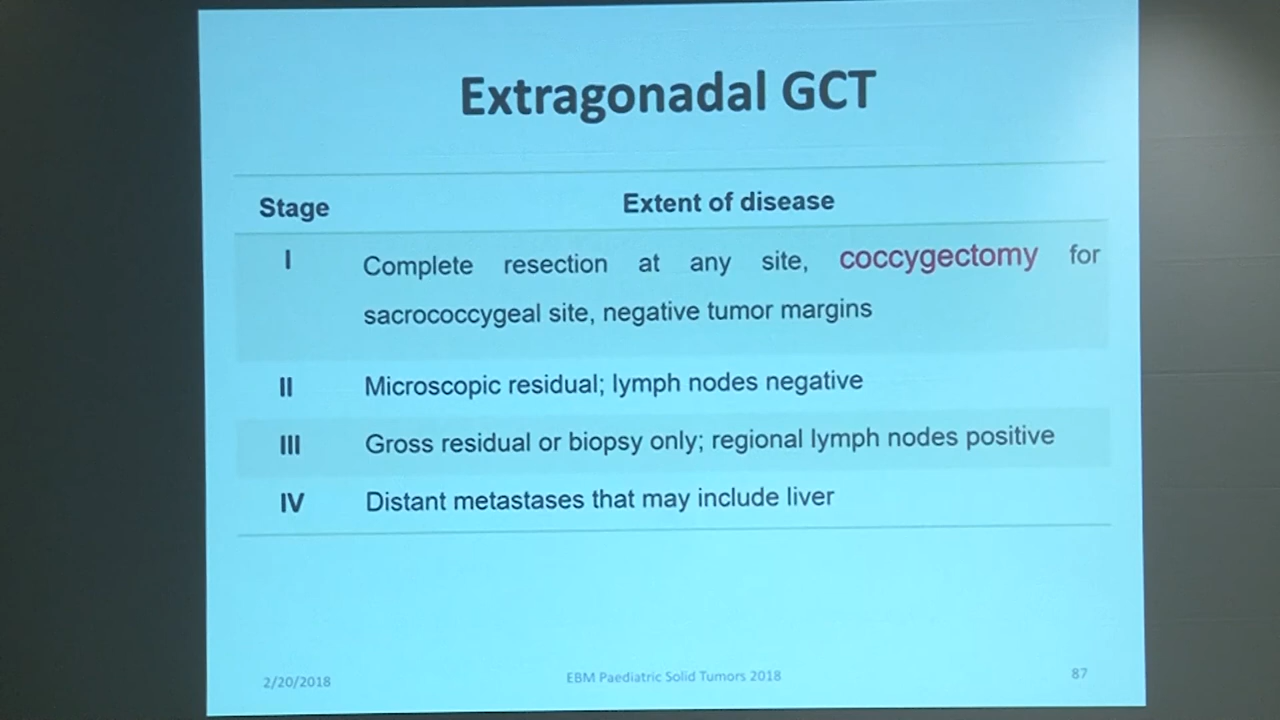 Extragonadal GCT
Stage Extent of disease
I Complete resection at any site, coccygectomy for
sacrococcygeal site, negative tumor margins
II Microscopic residual; lymph nodes negative
III Gross residual or biopsy only; regional lymph nodes positive
IV Distant metastases that may include liver
2/20/2018 EBM Paediatric Solid Tumors 2018 87